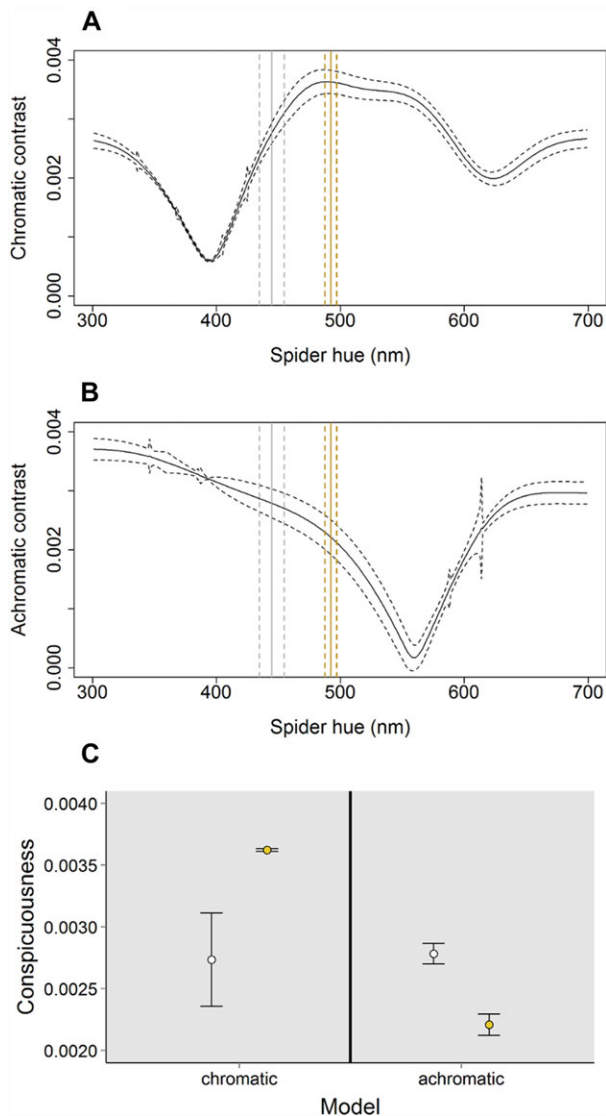 A
0.004
0.002
0.000
Chromatic contrast
300 400 500 600 700
Spider hue (nm)
B
0.004
0.002
0.000
Achromatic contrast
300 400 500 600 700
Spider hue (nm)
C
0.0040
0.0035
0.0030
0.0025
0.0020
Conspicuousness
chromatic achromatic
Model